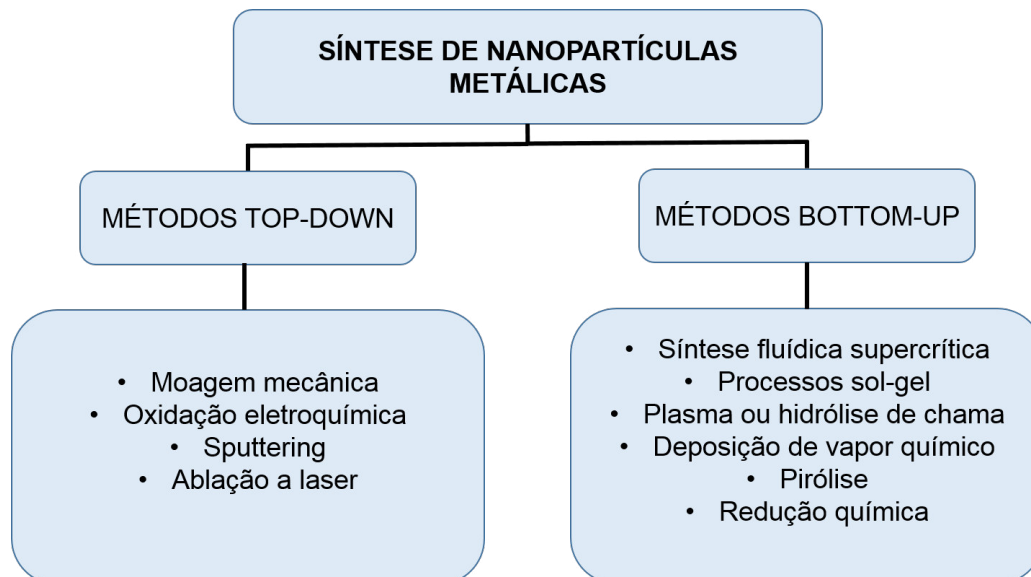 SÍNTESE DE NANOPARTÍCULAS
METÁLICAS
MÉTODOS TOP-DOWN
MÉTODOS BOTTOM-UP
• Moagem mecânica
• Oxidação eletroquímica
• Sputtering
• Ablação a laser
• Síntese fluídica supercrítica
• Processos sol-gel
• Plasma ou hidrólise de chama
• Deposição de vapor químico
• Pirólise
• Redução química